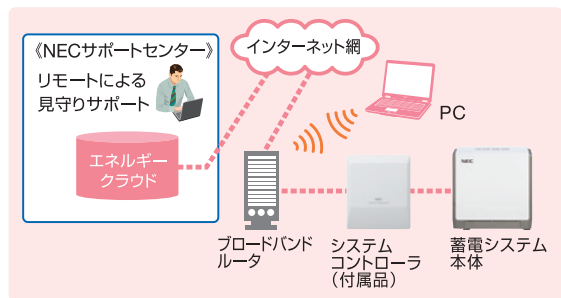 《NECサポートセンター》
リモートによる
見守りサポート
エネルギー
クラウド
インターネット網
PC
NEC
ブロードバンド
ルータ
システム
コントローラ
(付属品)
蓄電システム
本体